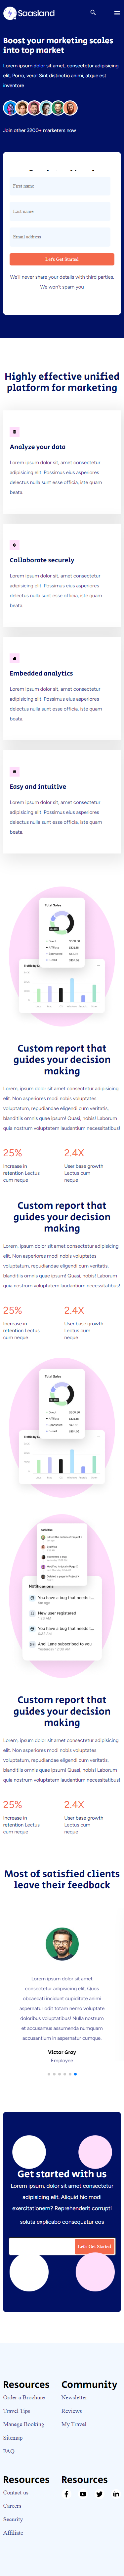 Saasland
Boost your marketing scales
into top market
Lorem ipsum dolor sit amet, consectetur adipisicing
elit. Porro, vero! Sint distinctio animi, atque est
inventore
Join other 3200+ marketers now
First name
Last name
Email address
Let's Get Started
We'll never share your details with third parties.
We won't spam you
Highly effective unified
platform for marketing
Analyze your data
Lorem ipsum dolor sit amet, consectetur
adipisicing elit. Possimus eius asperiores
delectus nulla sunt esse officia, iste quam
beata.
Collaborate securely
Lorem ipsum dolor sit amet, consectetur
adipisicing elit. Possimus eius asperiores
delectus nulla sunt esse officia, iste quam
beata.
Embedded analytics
Lorem ipsum dolor sit amet, consectetur
adipisicing elit. Possimus eius asperiores
delectus nulla sunt esse officia, iste quam
beata.
Easy and intuitive
Lorem ipsum dolor sit amet, consectetur
adipisicing elit. Possimus eius asperiores
delectus nulla sunt esse officia, iste quam
beata.
Total Sales
Custom report that
guides your decision
making
Lorem, ipsum dolor sit amet consectetur adipisicing
elit. Non asperiores modi nobis voluptates
voluptatum, repudiandae eligendi cum veniam, odit
blanditiis omnis quae ipsum! Quasi, nobis! Laborum
quis voluptatum laudantium necessitatibus!
25%
Increase in
retention Lectus
cum neque
2.4X
User base growth
Lectus cum
neque
Custom report that
guides your decision
making
Lorem, ipsum dolor sit amet consectetur adipisicing
elit. Non asperiores modi nobis voluptates
voluptatum, repudiandae eligendi cum veniam, odit
blanditiis omnis quae ipsum! Quasi, nobis! Laborum
quis voluptatum laudantium necessitatibus!
25%
Increase in
retention Lectus
cum neque
2.4X
User base growth
Lectus cum
neque
Total Sales
Activities
Notifications
You have a bug that needs t...
New user registered
You have a bug that needs t...
Andi Lane subscribed to you
Custom report that
guides your decision
making
Lorem, ipsum dolor sit amet consectetur adipisicing
elit. Non asperiores modi nobis voluptates
voluptatum, repudiandae eligendi cum veniam, odit
blanditiis omnis quae ipsum! Quasi, nobis! Laborum
quis voluptatum laudantium necessitatibus!
25%
Increase in
retention Lectus
cum neque
2.4X
User base growth
Lectus cum
neque
Most of satisfied clients
leave their feedback
Lorem ipsum dolor sit amet
consectetur adipisicing elit. Quos
obcaecati incidunt cupiditate animi
aspernatur odit totam nemo voluptate
doloribus voluptatibus! Nulla nostrum
et accusamus assumenda numquam
accusantium in aspernatur cumque.
Victor Gray
Employee
Get started with us
Lorem ipsum, dolor sit amet consectetur
adipisicing elit. Aliquid hic modi
exercitationem? Reprehenderit corrupti
soluta explicabo consequatur eos
Let's Get Started
Resources
Order a Brochure
Travel Tips
Manage Booking
Sitemap
FAQ
Community
Newsletter
Reviews
My Travel
Resources
Contact us
Careers
Security
Affiliate
Resources